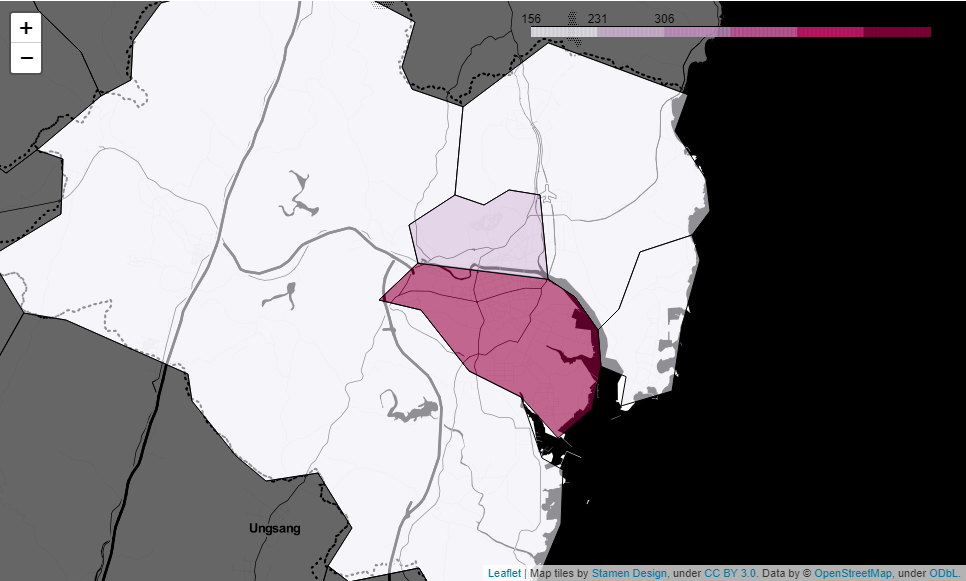 +
156 231 306
−
Ungsang
Leaflet | Map tiles by Stamen Design, under CC BY 3.0. Data by © OpenStreetMap, under ODbL.